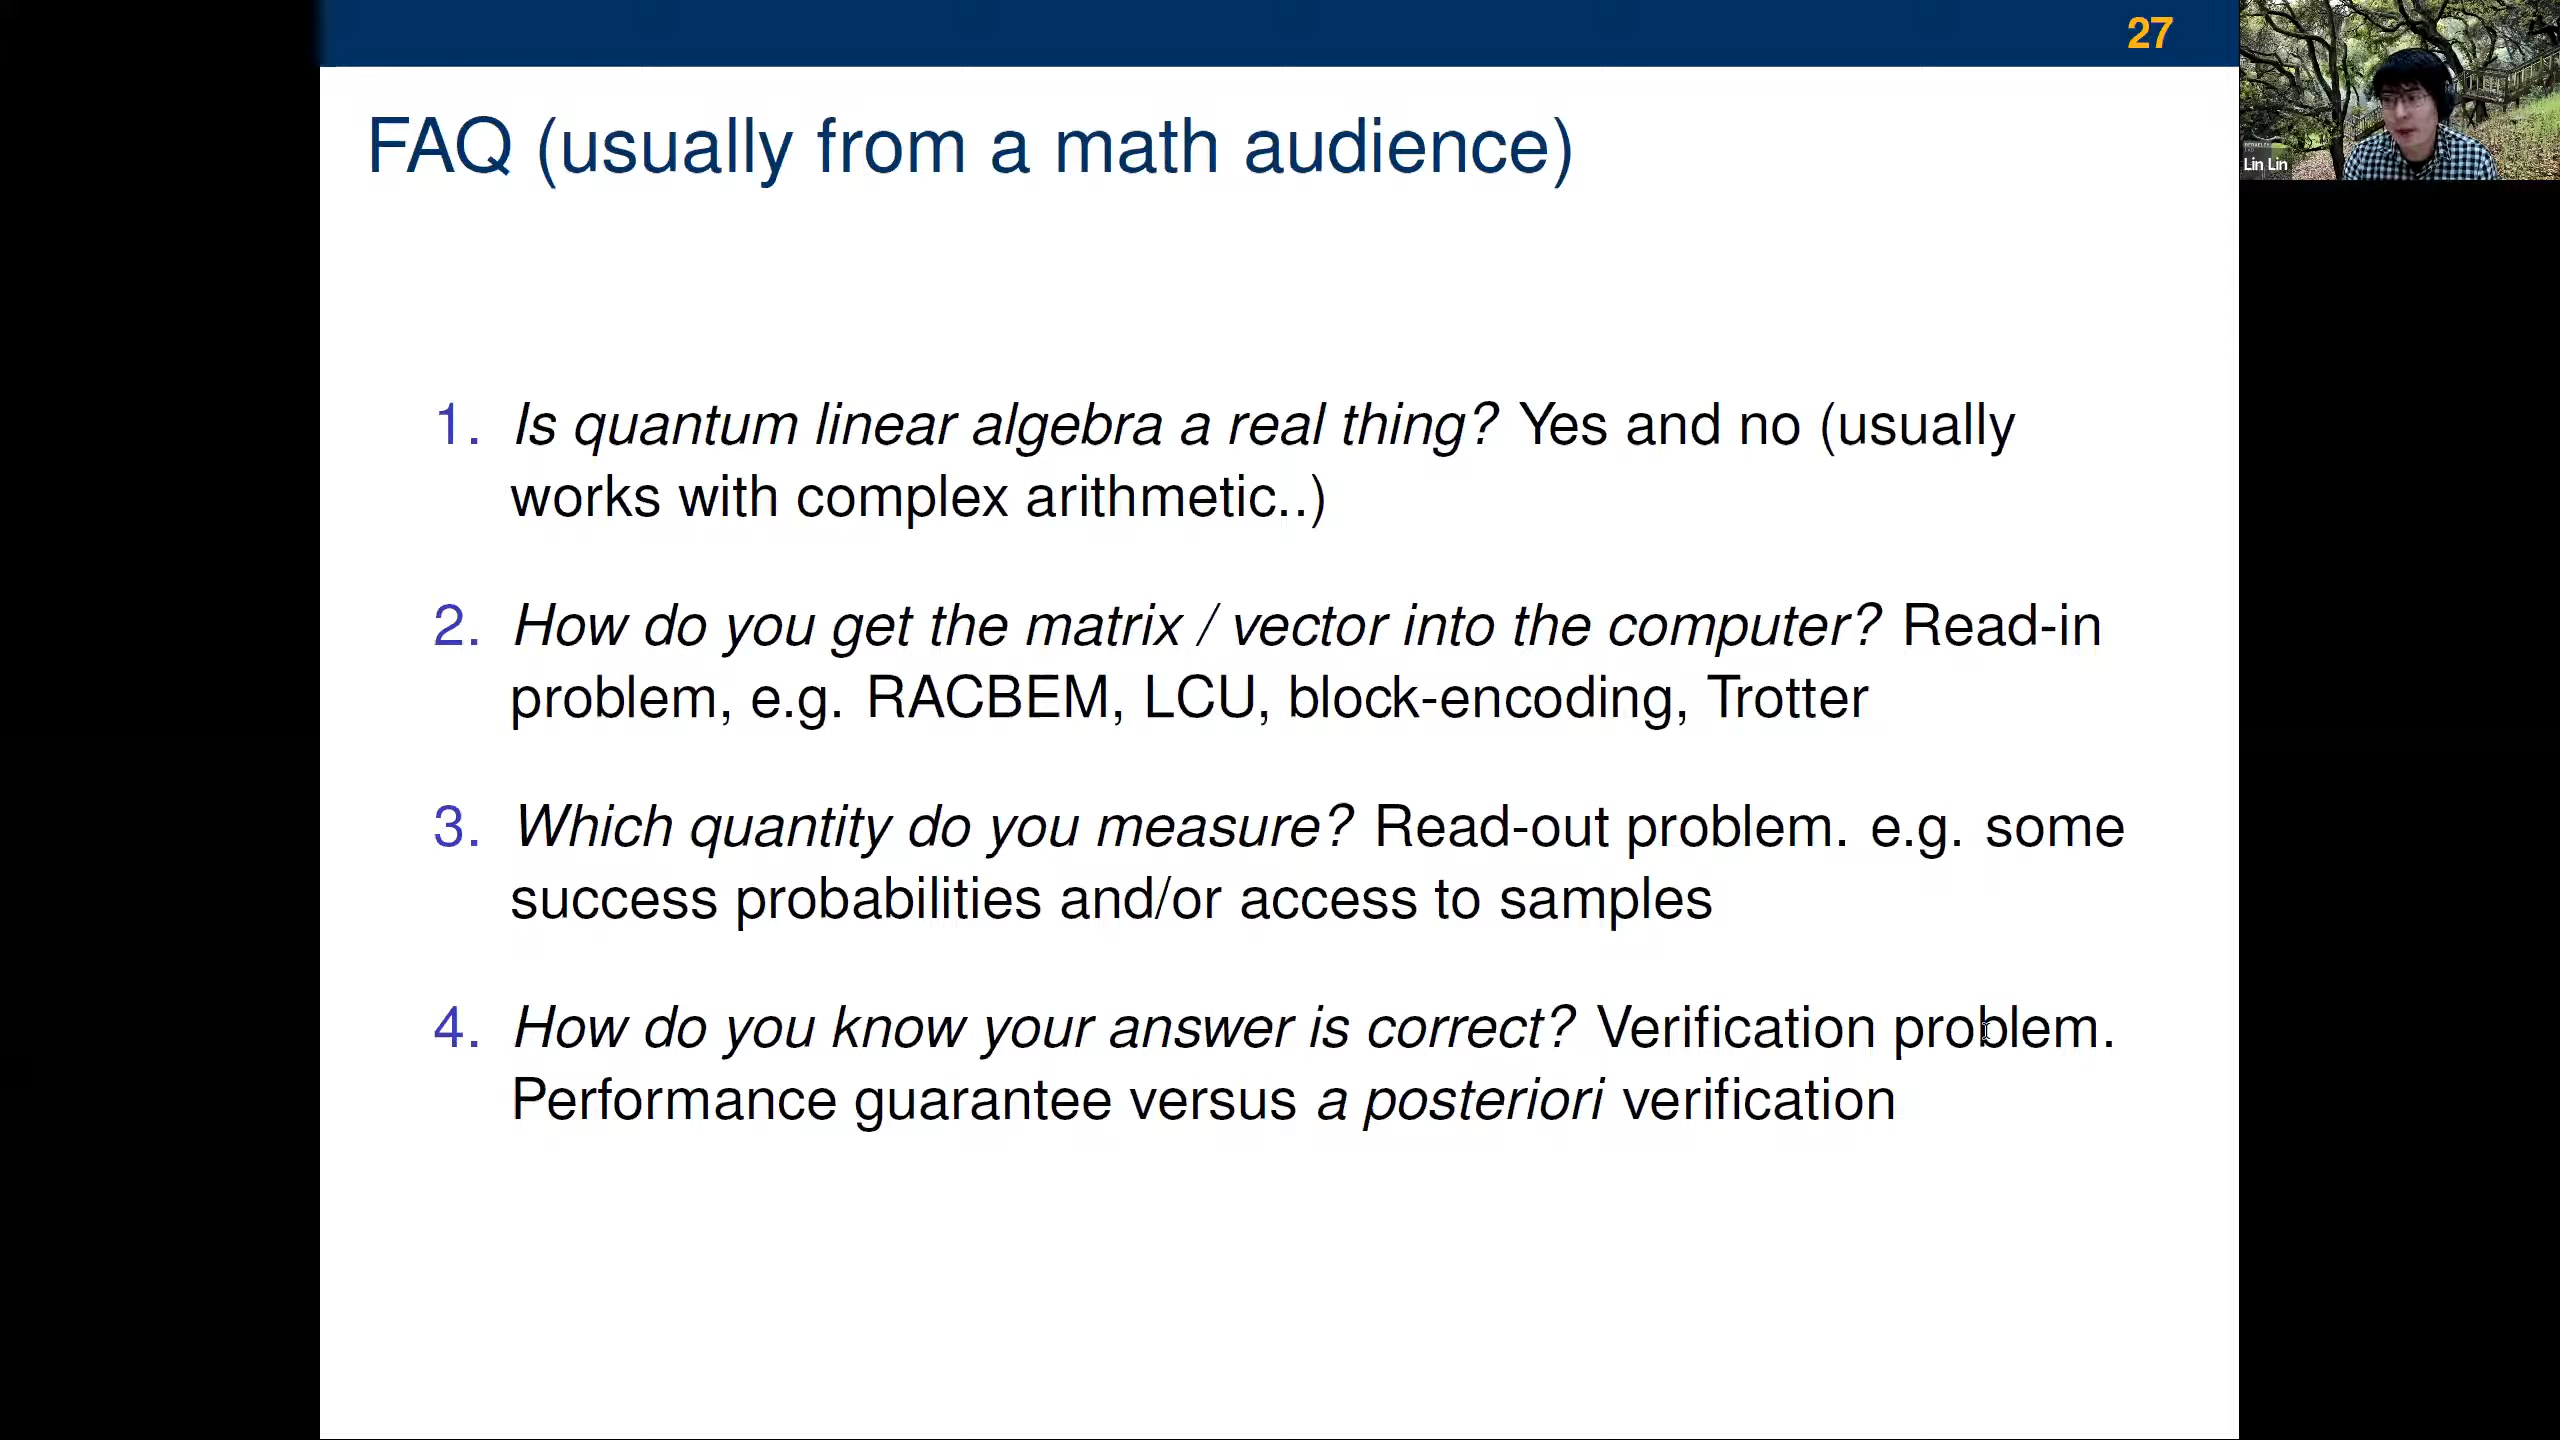 27
FAQ (usually from a math audience)
Lin Lin
1. Is quantum linear algebra a real thing? Yes and no (usually
works with complex arithmetic..)
2. How do you get the matrix / vector into the computer? Read-in
problem, e.g. RACBEM, LCU, block-encoding, Trotter
3. Which quantity do you measure? Read-out problem. e.g. some
success probabilities and/or access to samples
4. How do you know your answer is correct? Verification problem.
Performance guarantee versus a posteriori verification